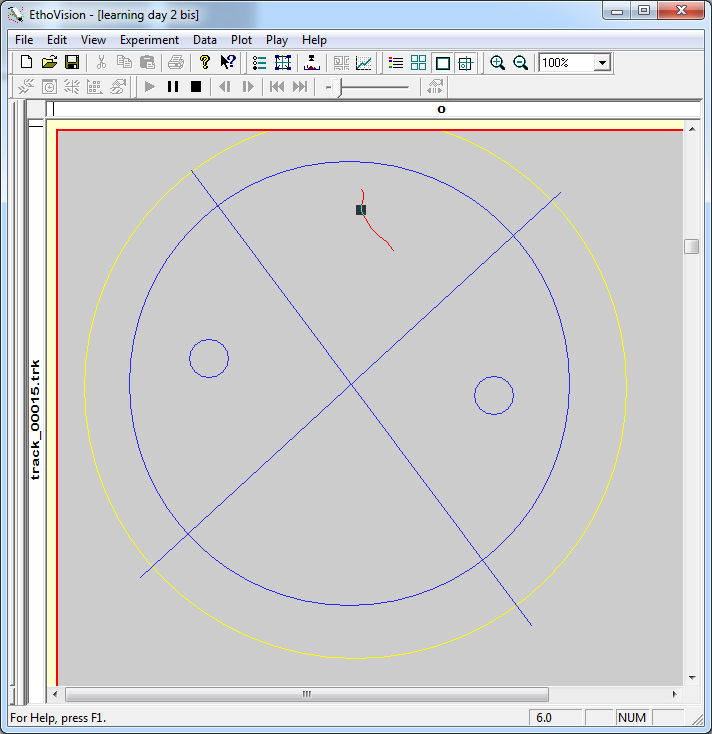 EthoVision - [learning day 2 bis]
File Edit View Experiment Data Plot Play Help
100%
o
track_00015.trk
For Help, press F1.
6.0
NUM